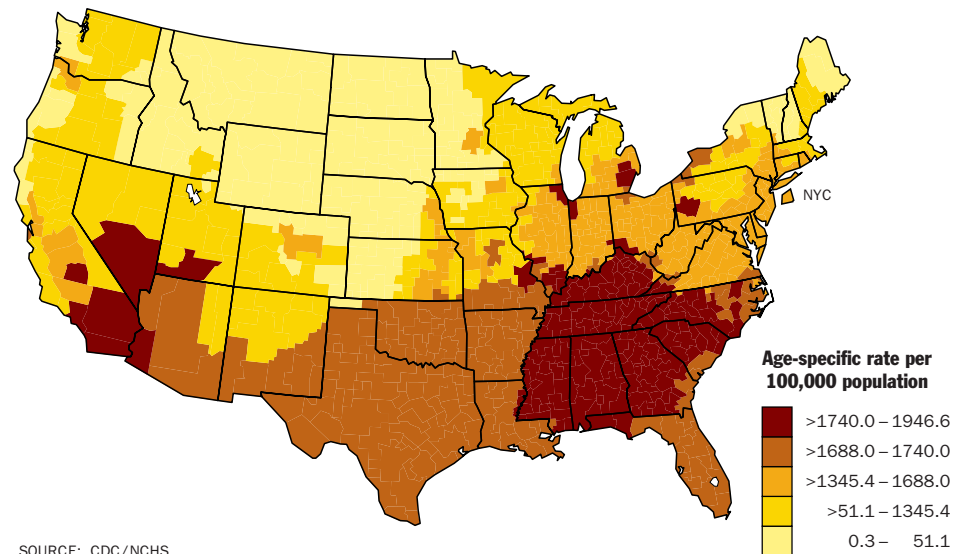 NYC
Age-specific rate per
100,000 population
>1740.0 – 1946.6
>1688.0 – 1740.0
>1345.4 – 1688.0
>51.1 – 1345.4
0.3 – 51.1
SOURCE: CDC/NCHS